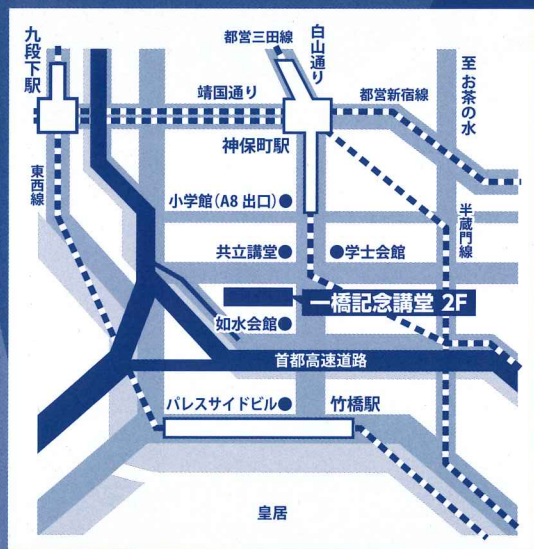 九段下駅
都営三田線
白山通り
至 お茶の水
靖国通り
都営新宿線
神保町駅
東西線
小学館(A8 出口)●
半蔵門線
共立講堂●
●学士会館
一橋記念講堂 2F
如水会館●
首都高速道路
パレスサイドビル●
竹橋駅
皇居